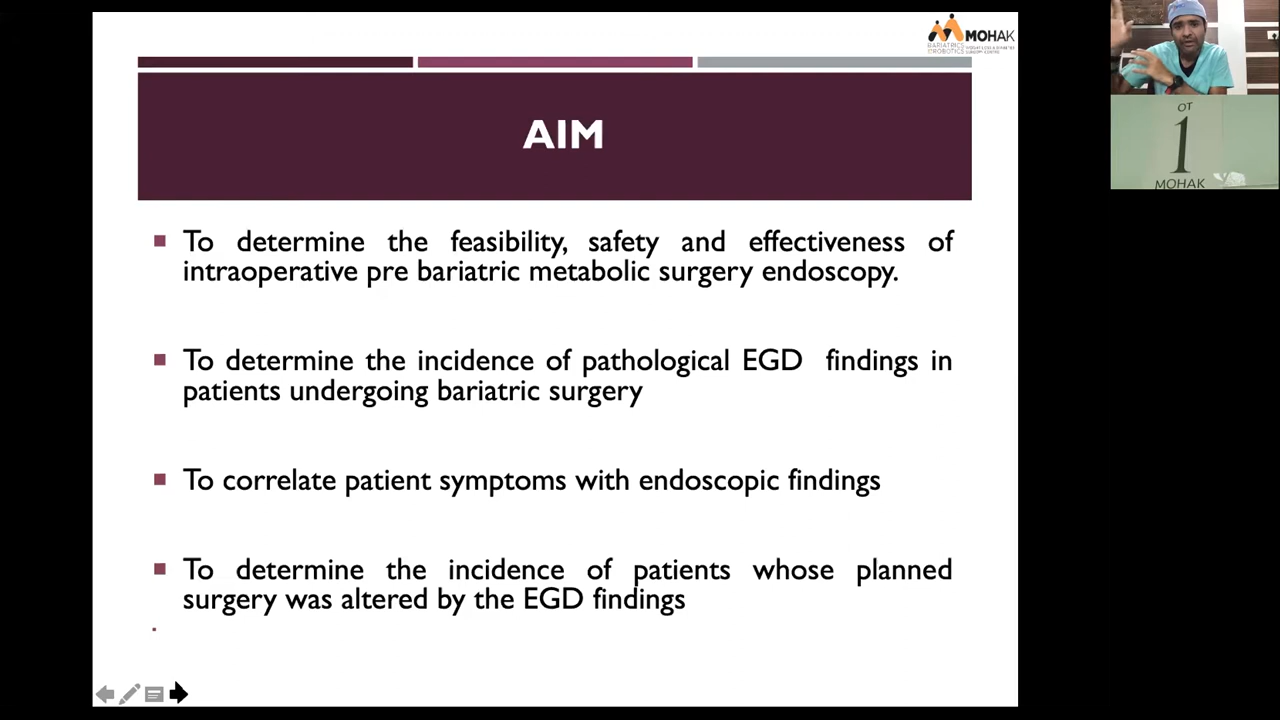 MOHAK
BARIATRICS
ROBOTICS
AIM
To determine the feasibility, safety and effectiveness of
intraoperative pre bariatric metabolic surgery endoscopy.
To determine the incidence of pathological EGD findings in
patients undergoing bariatric surgery
To correlate patient symptoms with endoscopic findings
To determine the incidence of patients whose planned
surgery was altered by the EGD findings
OT
1
MOHAK